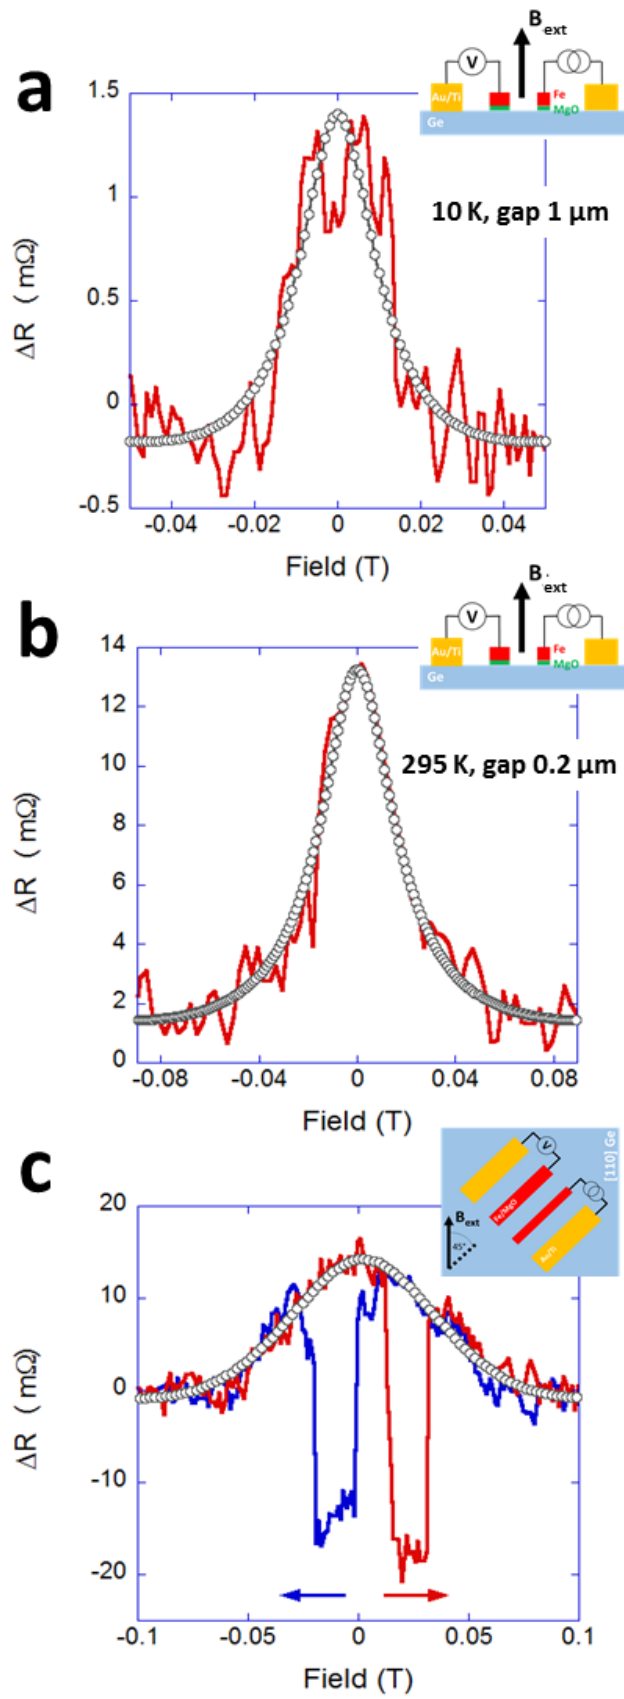 a
B ext
V
Au/Ti
Fe
MgO
Ge
10 K, gap 1 μm
1.5
1
0.5
0
-0.5
ΔR ( mΩ)
-0.04 -0.02 0 0.02 0.04
Field (T)
b
B ext
V
Au/Ti
Fe
MgO
Ge
295 K, gap 0.2 μm
14
12
10
8
6
4
2
0
ΔR ( mΩ)
-0.08 -0.04 0 0.04 0.08
Field (T)
c
V
[110] Ge
Fe/MgO
Bext
45°
Au/Ti
20
10
0
-10
-20
ΔR ( mΩ)
-0.1 -0.05 0 0.05 0.1
Field (T)